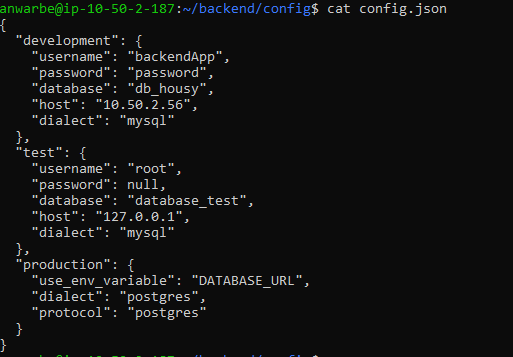 anwarbe@ip-10-50-2-187:~/backend/config$ cat config.json
{
  "development": {
    "username": "backendApp",
    "password": "password",
    "database": "db_housy",
    "host": "10.50.2.56",
    "dialect": "mysql"
  },
  "test": {
    "username": "root",
    "password": null,
    "database": "database_test",
    "host": "127.0.0.1",
    "dialect": "mysql"
  },
  "production": {
    "use_env_variable": "DATABASE_URL",
    "dialect": "postgres",
    "protocol": "postgres"
  }
}